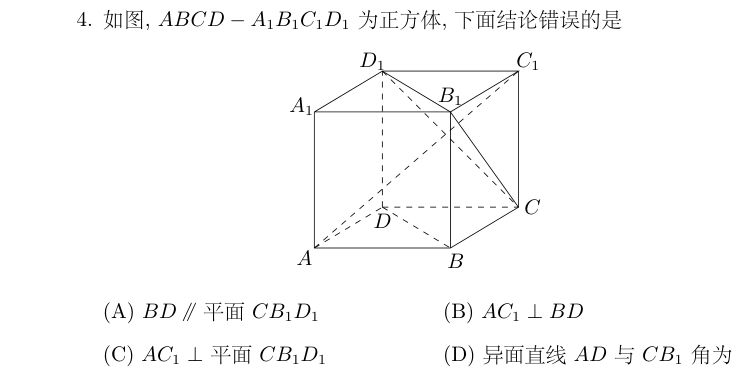 4. 如图, ABCD − A₁B₁C₁D₁ 为正方体, 下面结论错误的是
D₁ C₁
A₁ B₁
D C
A B
(A) BD ∥ 平面 CB₁D₁ (B) AC₁ ⊥ BD
(C) AC₁ ⊥ 平面 CB₁D₁ (D) 异面直线 AD 与 CB₁ 角为